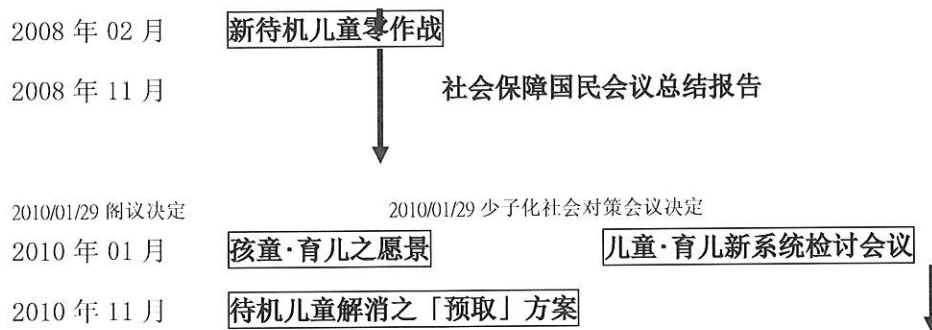 2008 年 02 月 新待机儿童零作战
2008 年 11 月 社会保障国民会议总结报告
2010/01/29 阁议决定 2010/01/29 少子化社会对策会议决定
2010 年 01 月 孩童·育儿之愿景 儿童·育儿新系统检讨会议
2010 年 11 月 待机儿童解消之「预取」方案